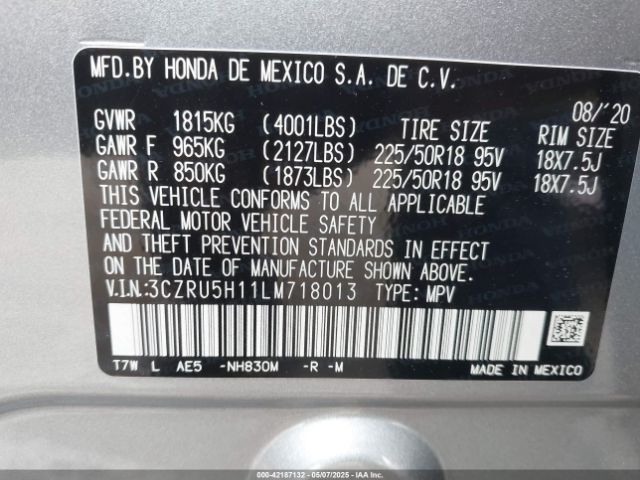 MFD.BY HONDA DE MEXICO S.A. DE C.V.
08/'20
GVWR 1815KG (4001LBS) TIRE SIZE RIM SIZE
GAWR F 965KG (2127LBS) 225/50R18 95V 18X7.5J
GAWR R 850KG (1873LBS) 225/50R18 95V 18X7.5J
THIS VEHICLE CONFORMS TO ALL APPLICABLE
FEDERAL MOTOR VEHICLE SAFETY
AND THEFT PREVENTION STANDARDS IN EFFECT
ON THE DATE OF MANUFACTURE SHOWN ABOVE.
V.I.N.:3CZRU5H11LM718013 TYPE: MPV
T7W L AE5 -NH830M -R -M
MADE IN MEXICO
000-42187132 - 05/07/2025 - IAAI.COM